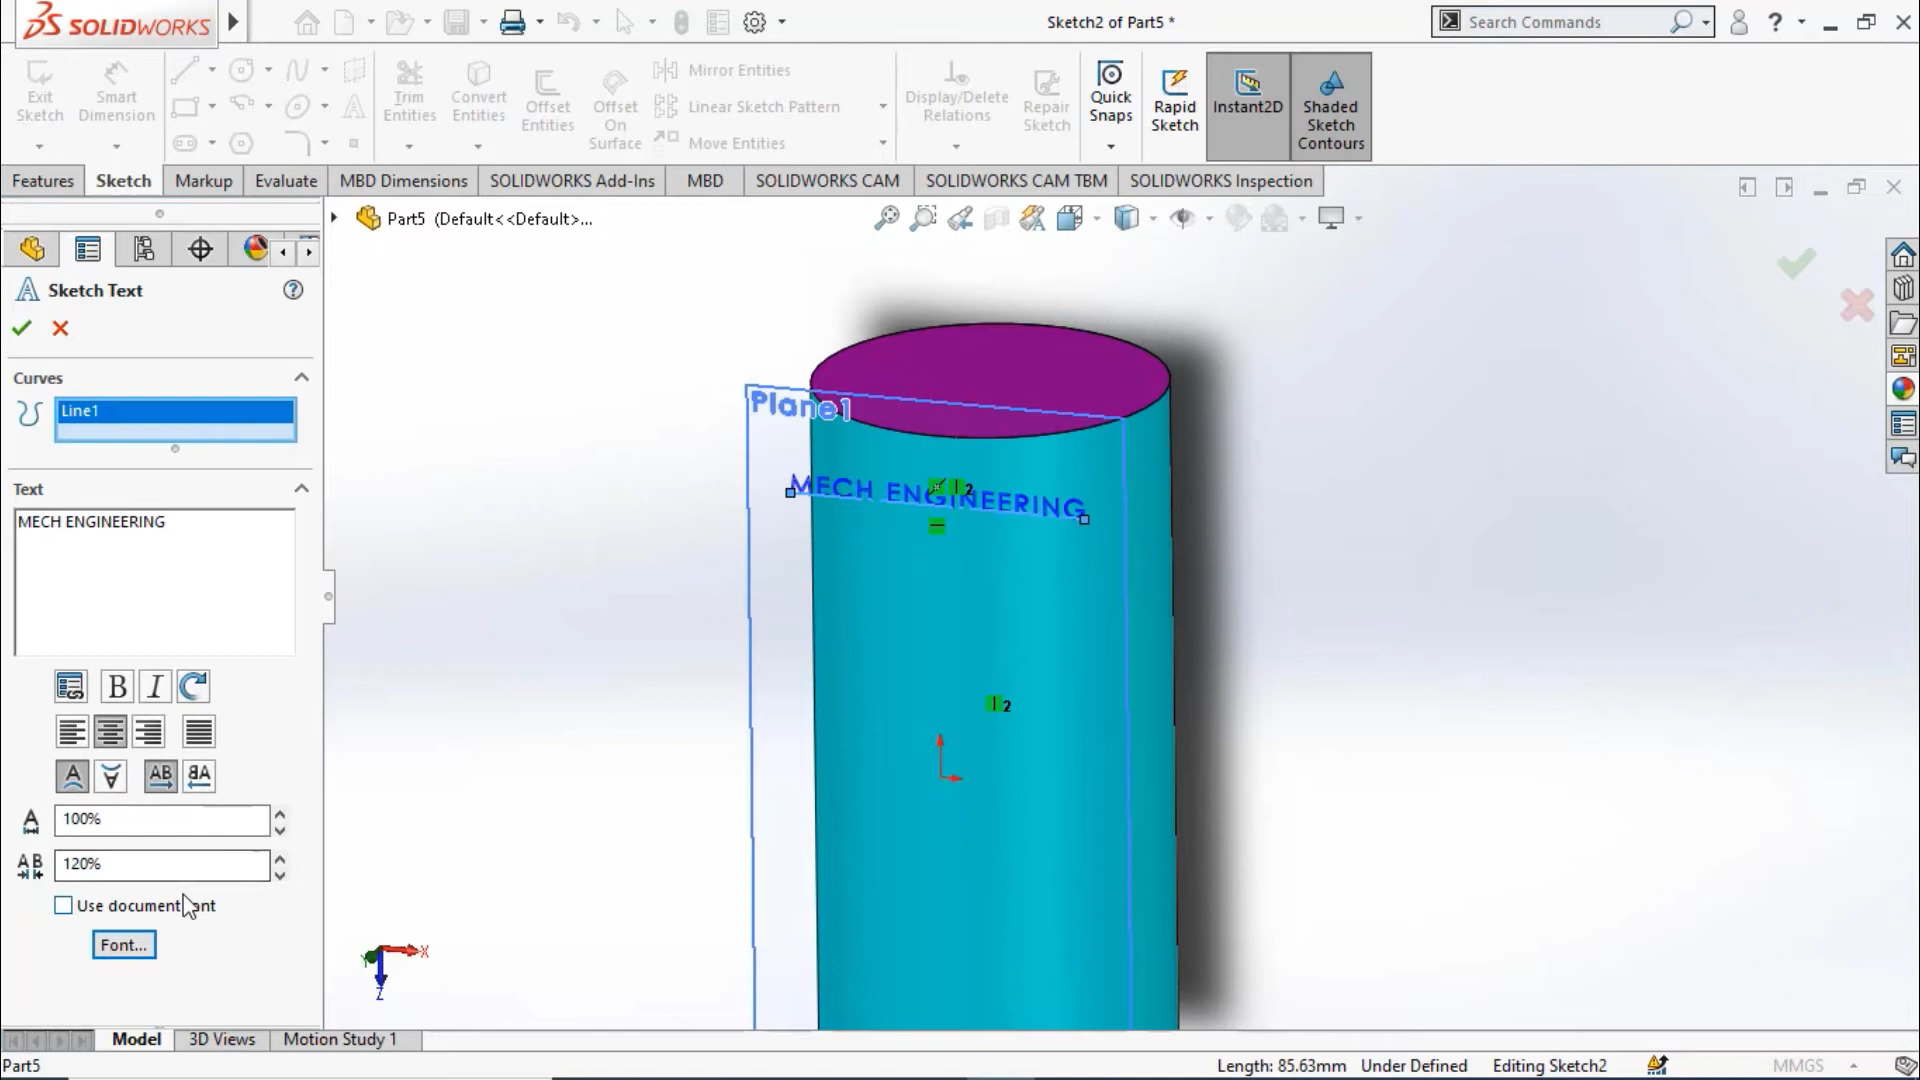 SOLIDWORKS
Sketch2 of Part5 *
Search Commands
Exit Sketch
Smart Dimension
Trim Entities
Convert Entities
Offset Entities
Offset On Surface
Mirror Entities
Linear Sketch Pattern
Move Entities
Display/Delete Relations
Repair Sketch
Quick Snaps
Rapid Sketch
Instant2D
Shaded Sketch Contours
Features
Sketch
Markup
Evaluate
MBD Dimensions
SOLIDWORKS Add-Ins
MBD
SOLIDWORKS CAM
SOLIDWORKS CAM TBM
SOLIDWORKS Inspection
Part5 (Default<<Default>...
Sketch Text
Curves
Line1
Text
MECH ENGINEERING
B I
AB
100%
120%
Use document
Font...
Plane1
MECH ENGINEERING
2
2
X
Y
Z
Model
3D Views
Motion Study 1
Part5
Length: 85.63mm
Under Defined
Editing Sketch2
MMGS